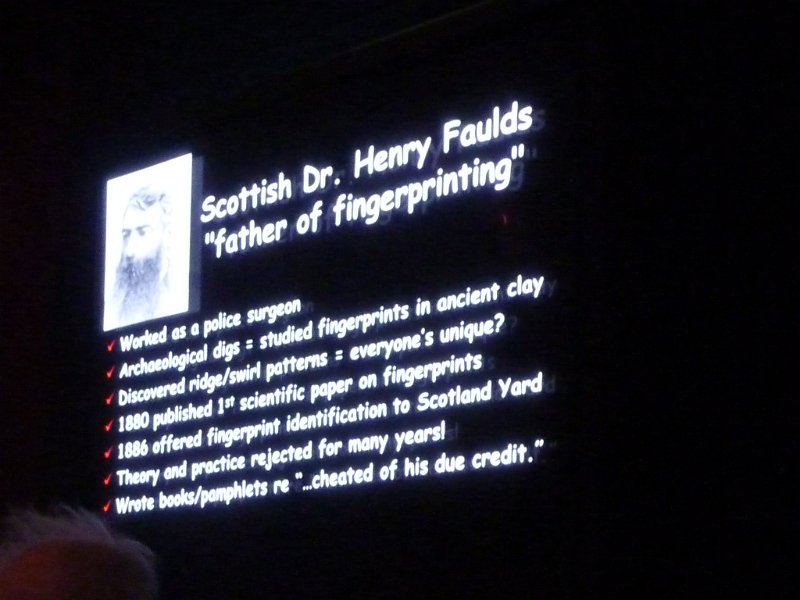 Scottish Dr. Henry Faulds
"father of fingerprinting"
✓ Worked as a police surgeon
✓ Archaeological digs = studied fingerprints in ancient clay
✓ Discovered ridge/swirl patterns = everyone's unique?
✓ 1880 published 1st scientific paper on fingerprints
✓ 1886 offered fingerprint identification to Scotland Yard
✓ Theory and practice rejected for many years!
✓ Wrote books/pamphlets re "...cheated of his due credit."